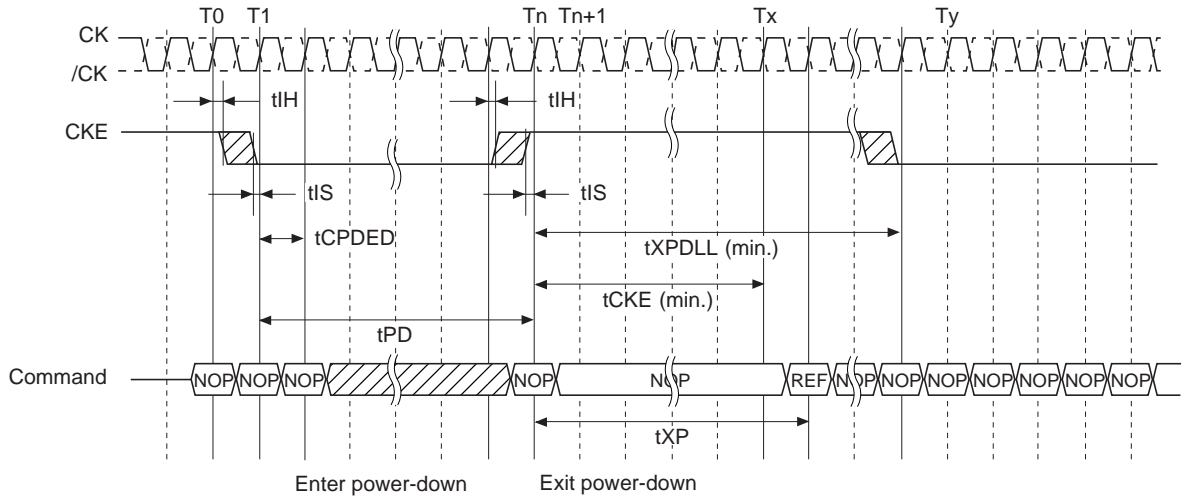 T0 T1 Tn Tn+1 Tx Ty
CK
/CK
tIH tIH
CKE
tIS tIS
tCPDED
tXPDLL (min.)
tCKE (min.)
tPD
Command NOP NOP NOP NOP NOP REF NOP NOP NOP NOP NOP NOP NOP
tXP
Enter power-down Exit power-down